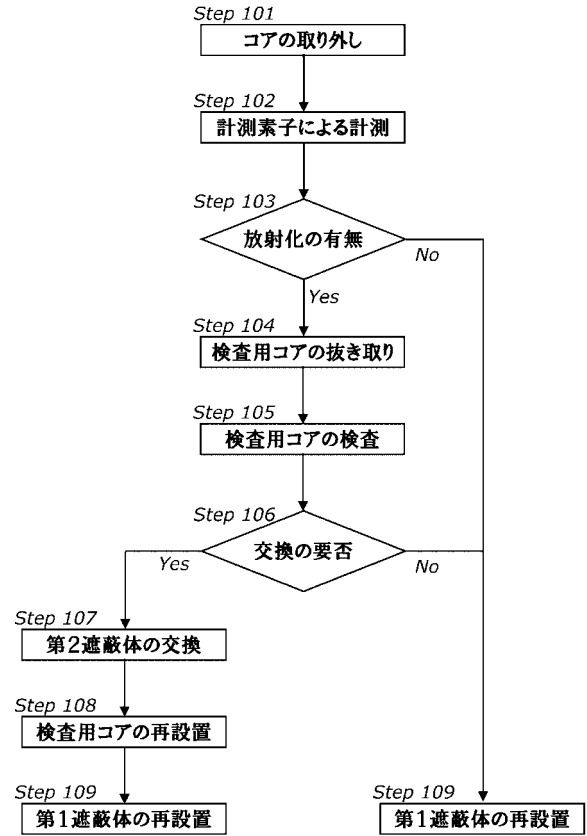 Step 101
コアの取り外し
Step 102
計測素子による計測
Step 103
放射化の有無
No
Yes
Step 104
検査用コアの抜き取り
Step 105
検査用コアの検査
Step 106
交換の要否
Yes
No
Step 107
第2遮蔽体の交換
Step 108
検査用コアの再設置
Step 109
第1遮蔽体の再設置
Step 109
第1遮蔽体の再設置